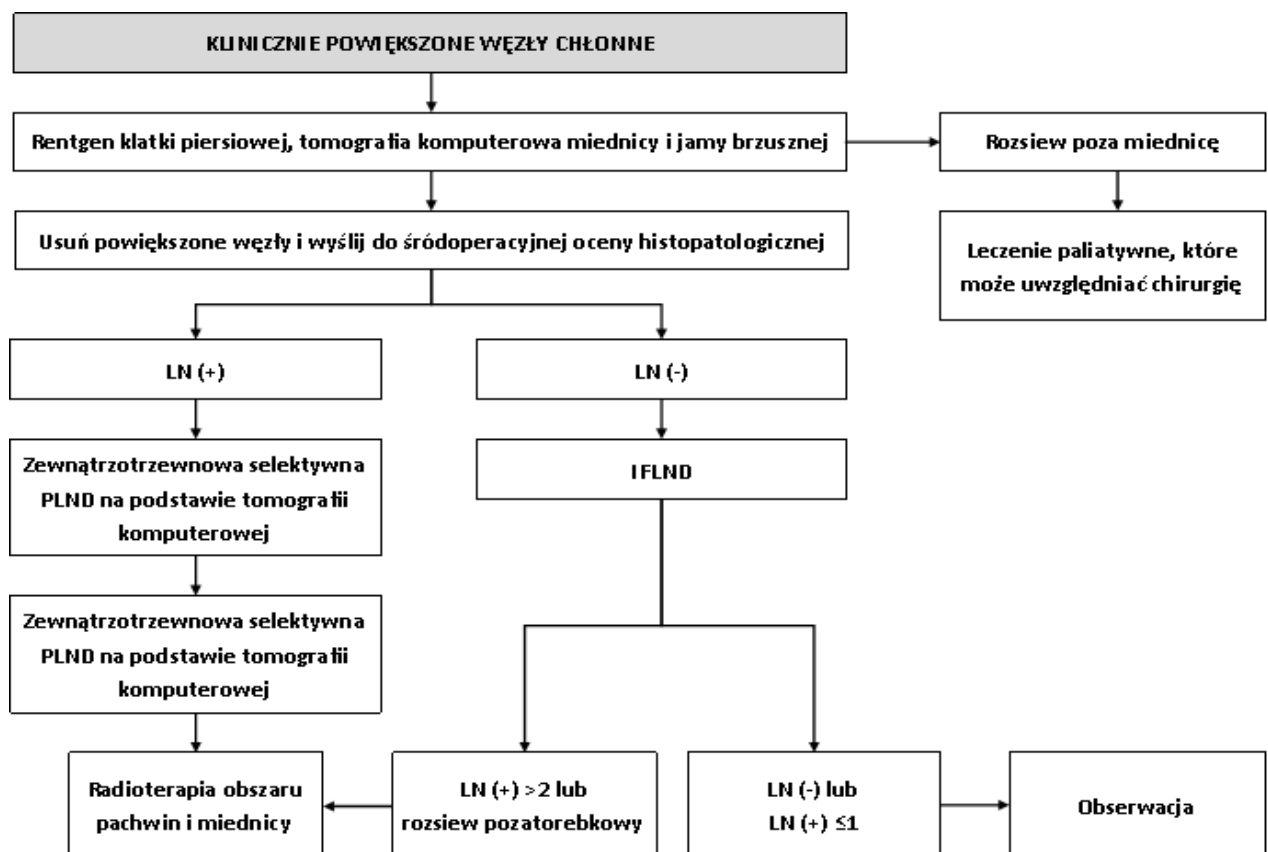 KLINICZNIE POWIĘKSZONE WĘZŁY CHŁONNE
Rentgen klatki piersiowej, tomografia komputerowa miednicy i jamy brzusznej
Rozsiew poza miednicę
Usuń powiększone węzły i wyślij do śródoperacyjnej oceny histopatologicznej
Leczenie paliatywne, które
może uwzględniać chirurgię
LN (+)
LN (-)
Zewnątrzotrzewnowa selektywna
PLND na podstawie tomografii
komputerowej
IFLND
Zewnątrzotrzewnowa selektywna
PLND na podstawie tomografii
komputerowej
Radioterapia obszaru
pachwin i miednicy
LN (+) >2 lub
rozsiew pozatorebkowy
LN (-) lub
LN (+) ≤1
Obserwacja